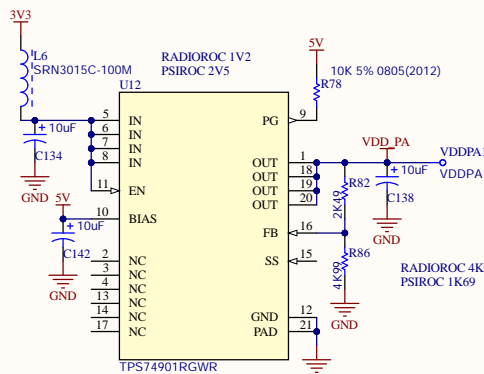 3V3
L6
SRN3015C-100M
U12
RADIOROC 1V2
PSIROC 2V5
5V
10K 5% 0805(2012)
R78
5 IN
6 IN
7 IN
8 IN
11 EN
10 BIAS
2 NC
3 NC
4 NC
13 NC
14 NC
17 NC
PG 9
OUT 1
OUT 18
OUT 19
OUT 20
FB 16
SS 15
GND 12
PAD 21
TPS74901RGWR
+ 10uF
C134
GND
5V
+ 10uF
C142
GND
VDD_PA
VDDPA1
VDDPA
R82
2K49
+ 10uF
C138
GND
R86
4K99
GND
RADIOROC 4K
PSIROC 1K69